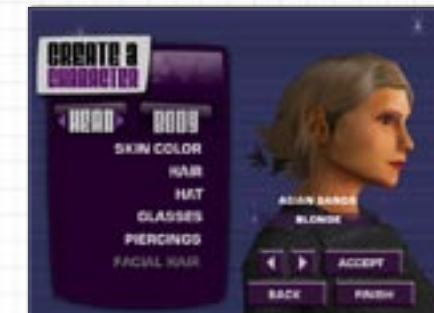 CREATE A
CHARACTER
HEAD BODY
SKIN COLOR
HAIR
HAT
GLASSES
PIERCINGS
FACIAL HAIR
ASIAN BANGS
BLONDE
ACCEPT
BACK FINISH